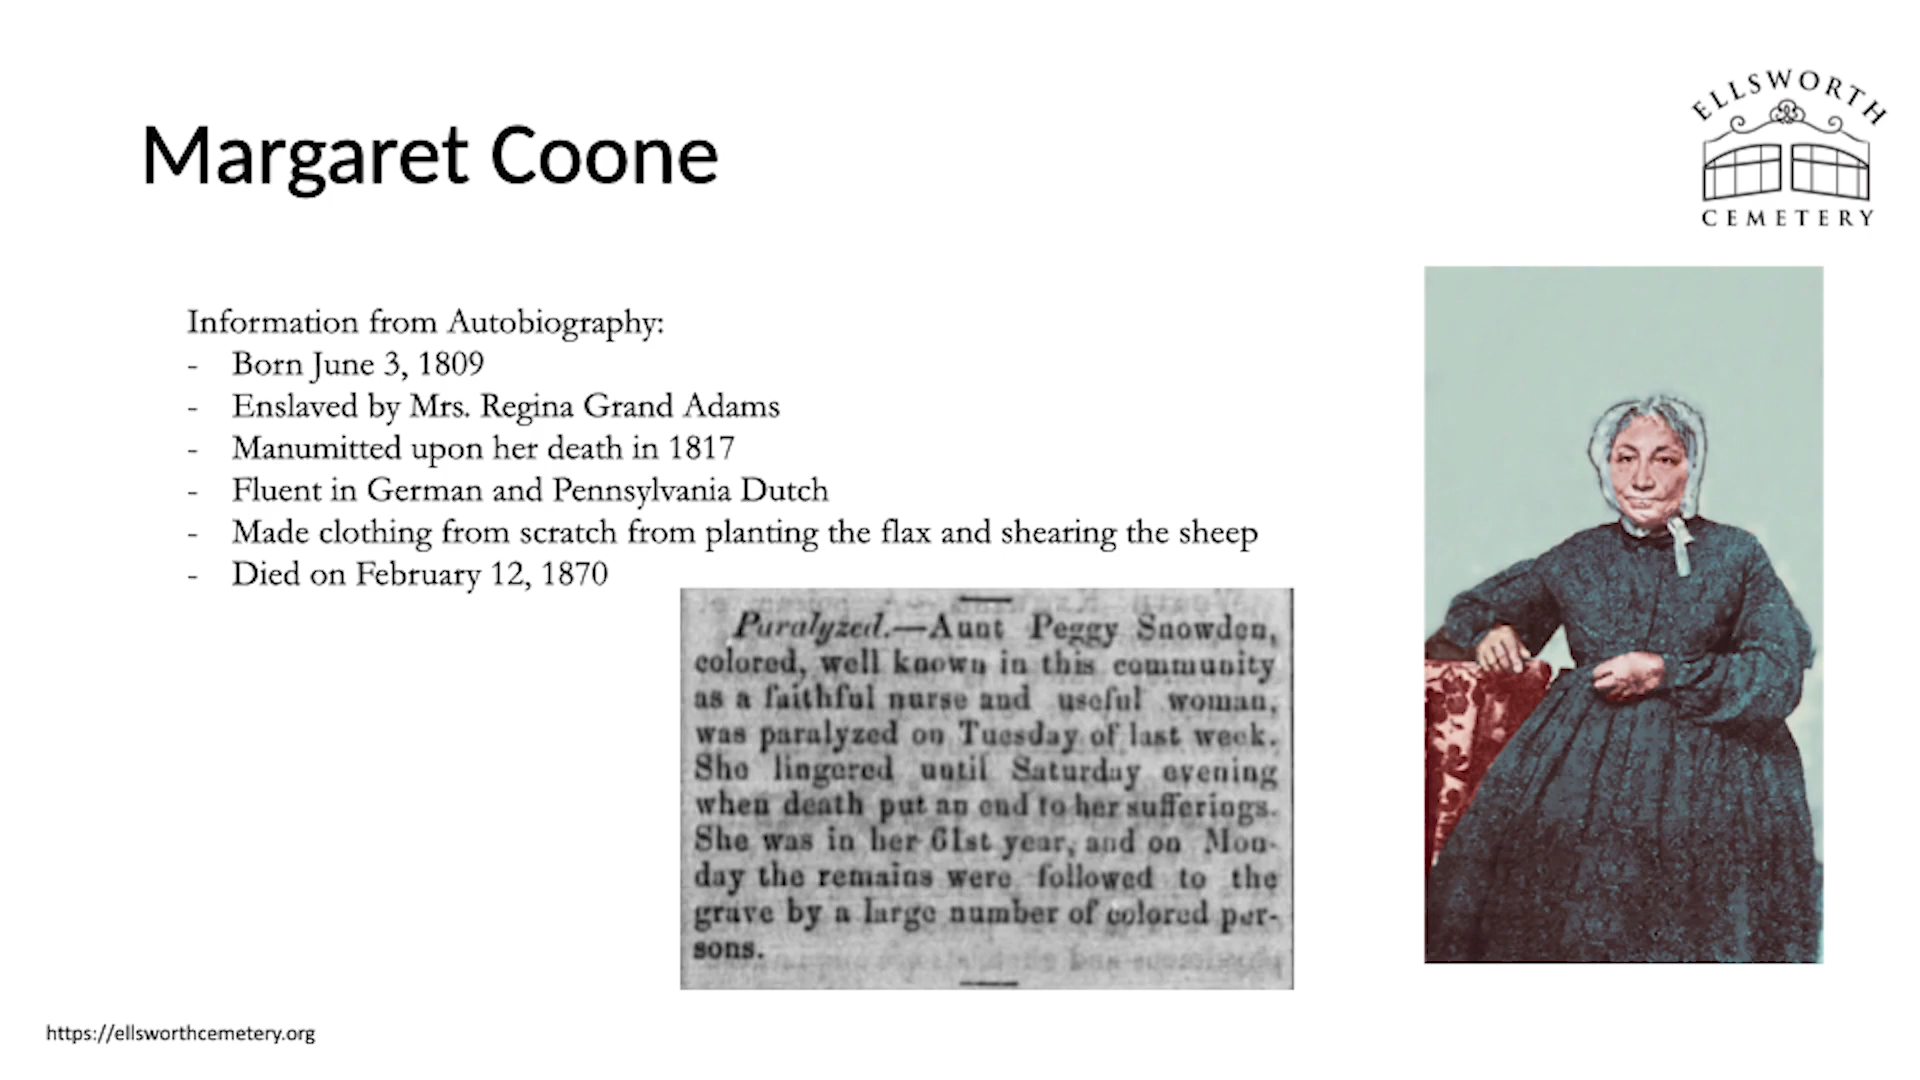 Margaret Coone
ELLSWORTH
CEMETERY
Information from Autobiography:
- Born June 3, 1809
- Enslaved by Mrs. Regina Grand Adams
- Manumitted upon her death in 1817
- Fluent in German and Pennsylvania Dutch
- Made clothing from scratch from planting the flax and shearing the sheep
- Died on February 12, 1870
Paralyzed.—Aunt Peggy Snowden,
colored, well known in this community
as a faithful nurse and useful woman,
was paralyzed on Tuesday of last week.
She lingered until Saturday evening
when death put an end to her sufferings.
She was in her 61st year, and on Mon-
day the remains were followed to the
grave by a large number of colored per-
sons.
https://ellsworthcemetery.org